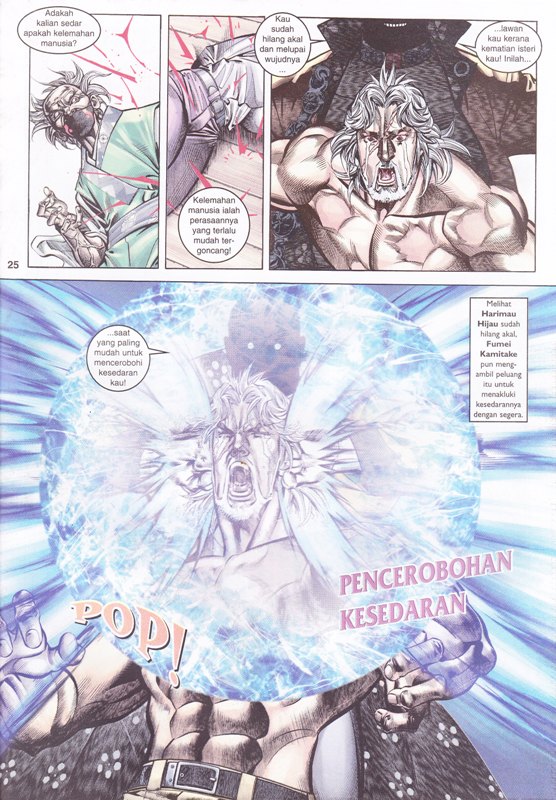 Adakah
kalian sedar
apakah kelemahan
manusia?
Kelemahan
manusia ialah
perasaannya
yang terlalu
mudah ter-
goncang!
Kau
sudah
hilang akal
dan melupai
wujudnya
...
...lawan
kau kerana
kematian isteri
kau! Inilah...
25
...saat
yang paling
mudah untuk
mencerobohi
kesedaran
kau!
Melihat
Harimau
Hijau sudah
hilang akal,
Fumei
Kamitake
pun meng-
ambil peluang
itu untuk
menakluki
kesedarannya
dengan segera.
PENCEROBOHAN
KESEDARAN
POP!